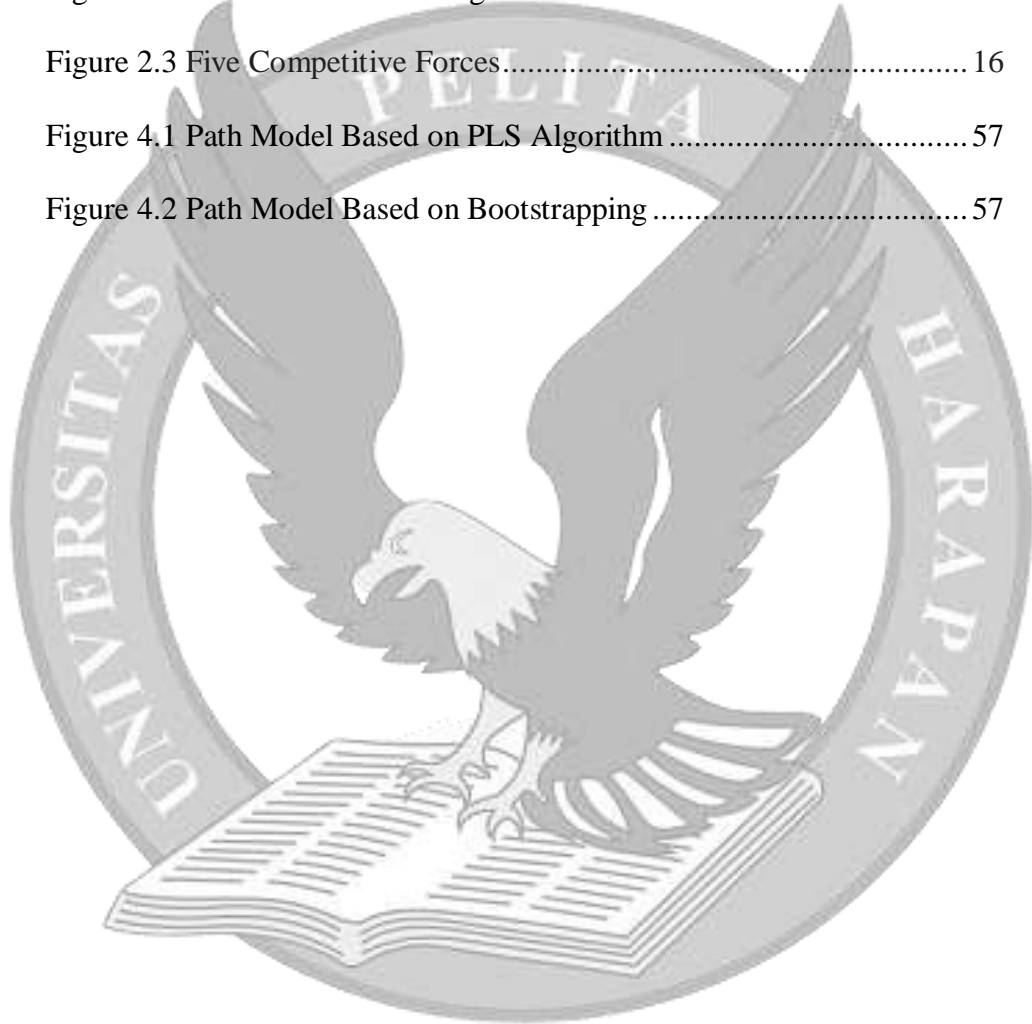 Figure 2.3 Five Competitive Forces.......................................................... 16
Figure 4.1 Path Model Based on PLS Algorithm .................................... 57
Figure 4.2 Path Model Based on Bootstrapping ...................................... 57
UNIVERSITAS PELITA HARAPAN